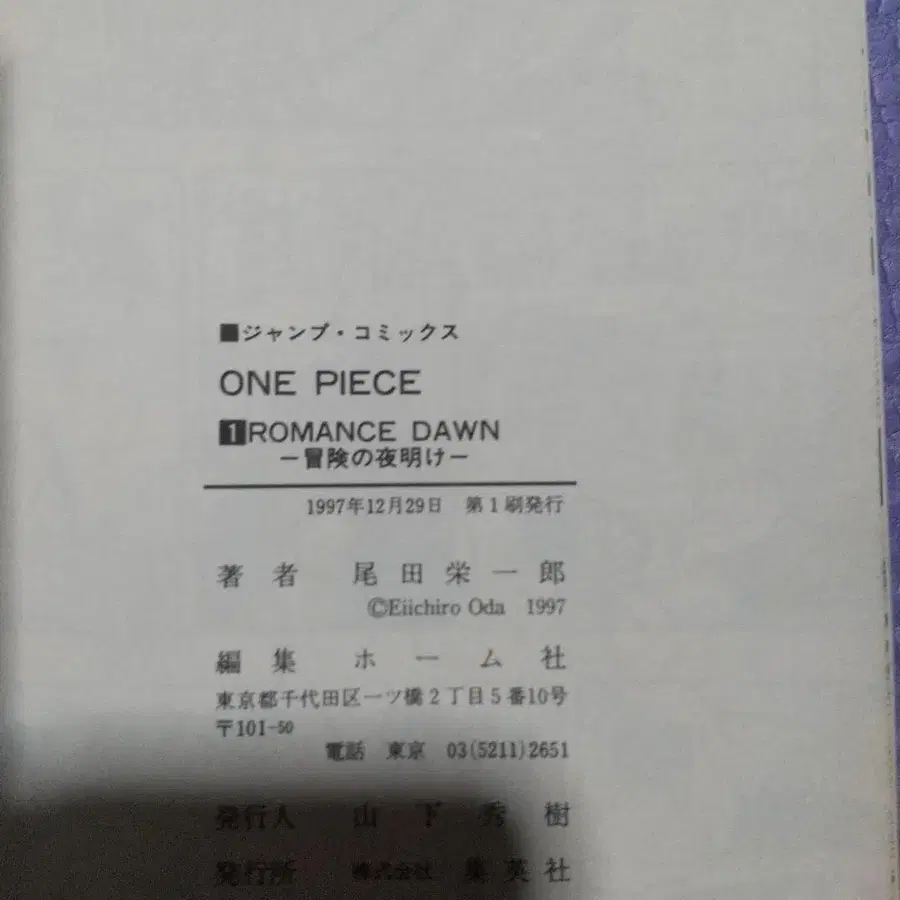 ■ジャンプ・コミックス
ONE PIECE
1 ROMANCE DAWN
―冒険の夜明け―
1997年12月29日 第1刷発行
著者 尾田栄一郎
©Eiichiro Oda 1997
編集 ホーム社
東京都千代田区一ツ橋2丁目5番10号
〒101-50
電話 東京 03(5211)2651
発行人 山下秀樹
発行所 株式会社 集英社